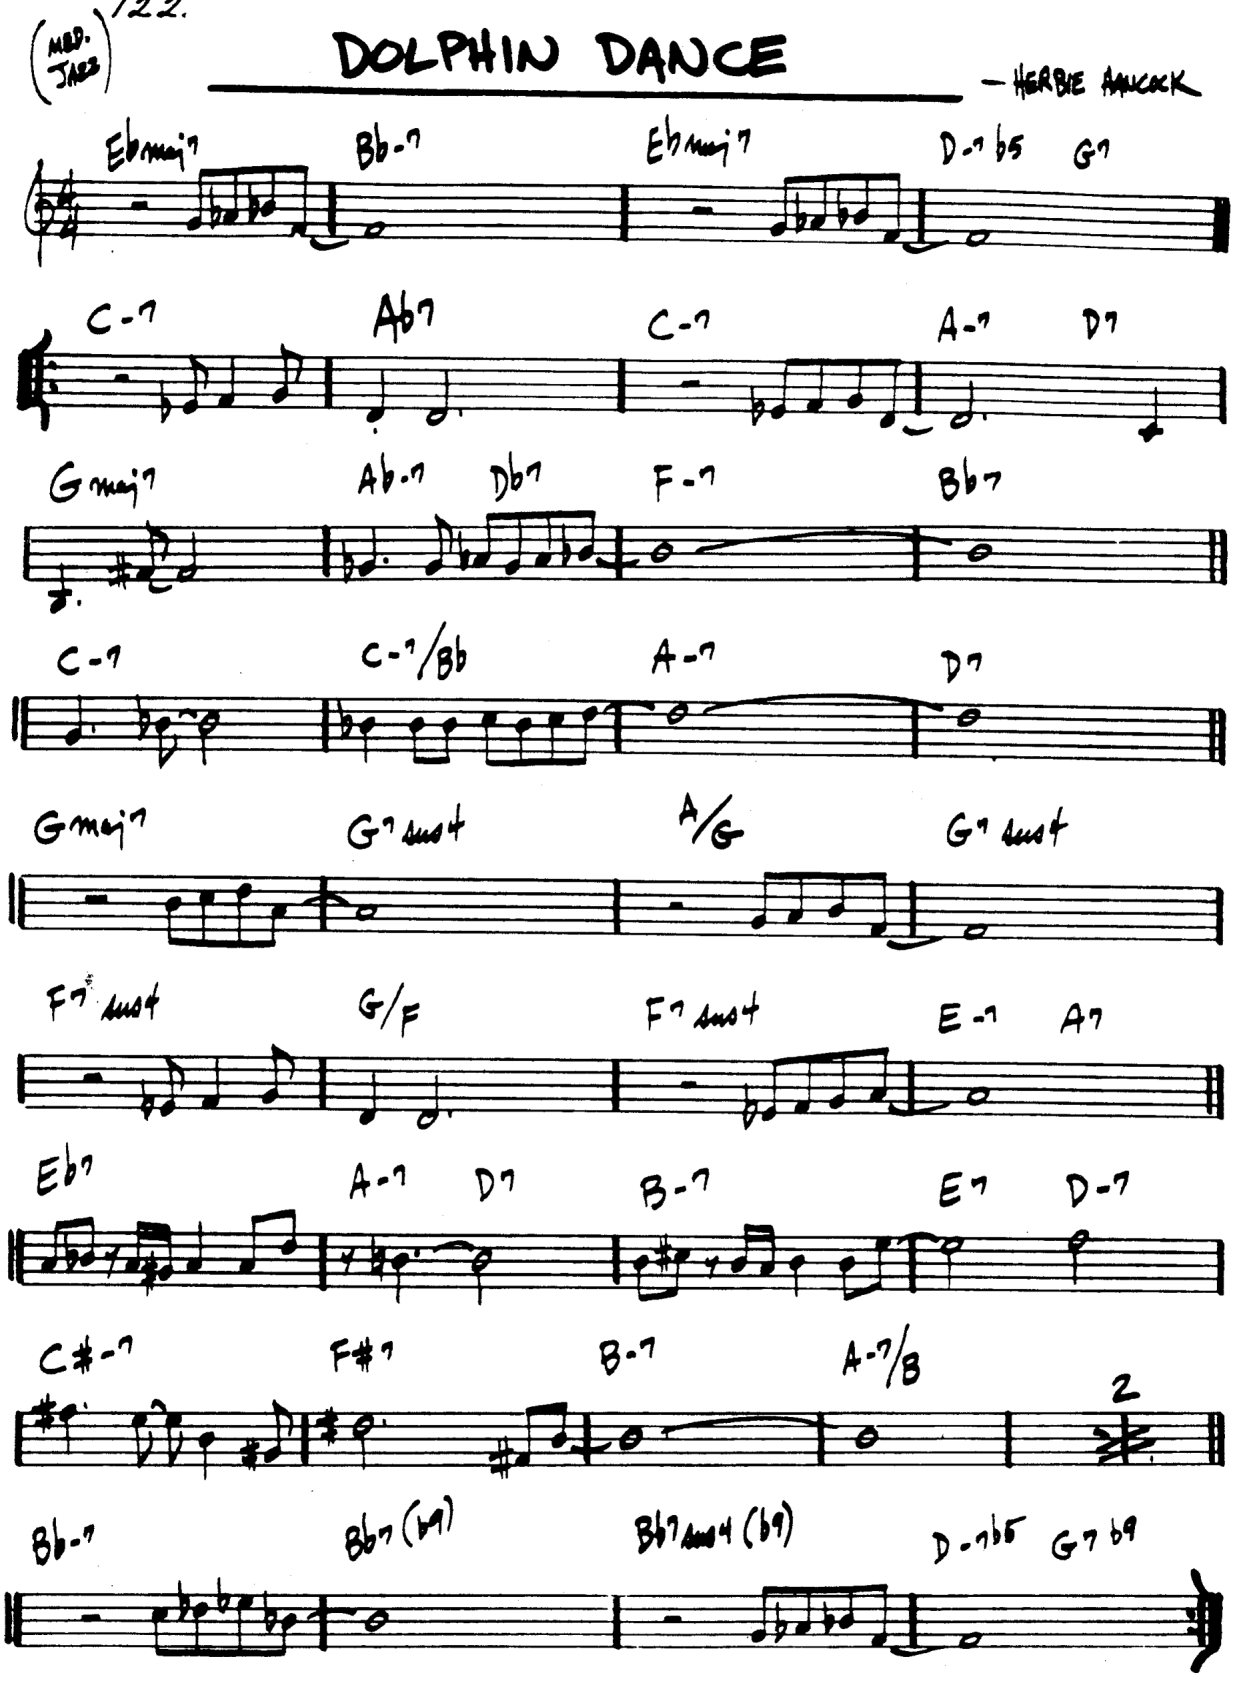 122.
(MED. JAZZ)
DOLPHIN DANCE
- HERBIE HANCOCK
Ebmaj7 Bb-7 Ebmaj7 D-7b5 G7
4 4
C-7 Ab7 C-7 A-7 D7
Gmaj7 Ab-7 Db7 F-7 Bb7
C-7 C-7/Bb A-7 D7
Gmaj7 G7sus4 A/G G7sus4
F7sus4 G/F F7sus4 E-7 A7
Eb7 A-7 D7 B-7 E7 D-7
C#-7 F#7 B-7 A-7/B 2
Bb-7 Bb7(b9) Bb7sus4(b9) D-7b5 G7b9